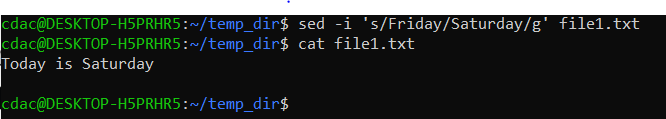 cdac@DESKTOP-H5PRHR5:~/temp_dir$ sed -i 's/Friday/Saturday/g' file1.txt
cdac@DESKTOP-H5PRHR5:~/temp_dir$ cat file1.txt
Today is Saturday
cdac@DESKTOP-H5PRHR5:~/temp_dir$